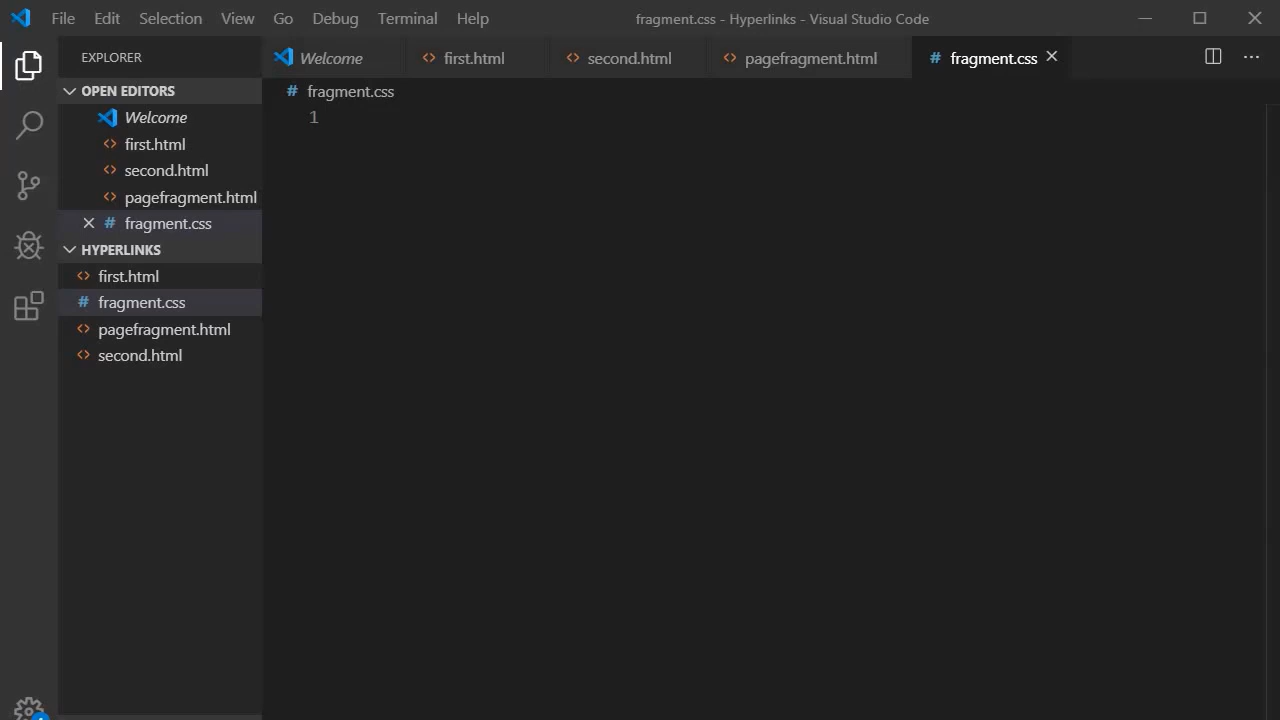 File Edit Selection View Go Debug Terminal Help fragment.css - Hyperlinks - Visual Studio Code
EXPLORER
Welcome first.html second.html pagefragment.html # fragment.css
OPEN EDITORS
Welcome
first.html
second.html
pagefragment.html
# fragment.css
HYPERLINKS
first.html
# fragment.css
pagefragment.html
second.html
# fragment.css
1